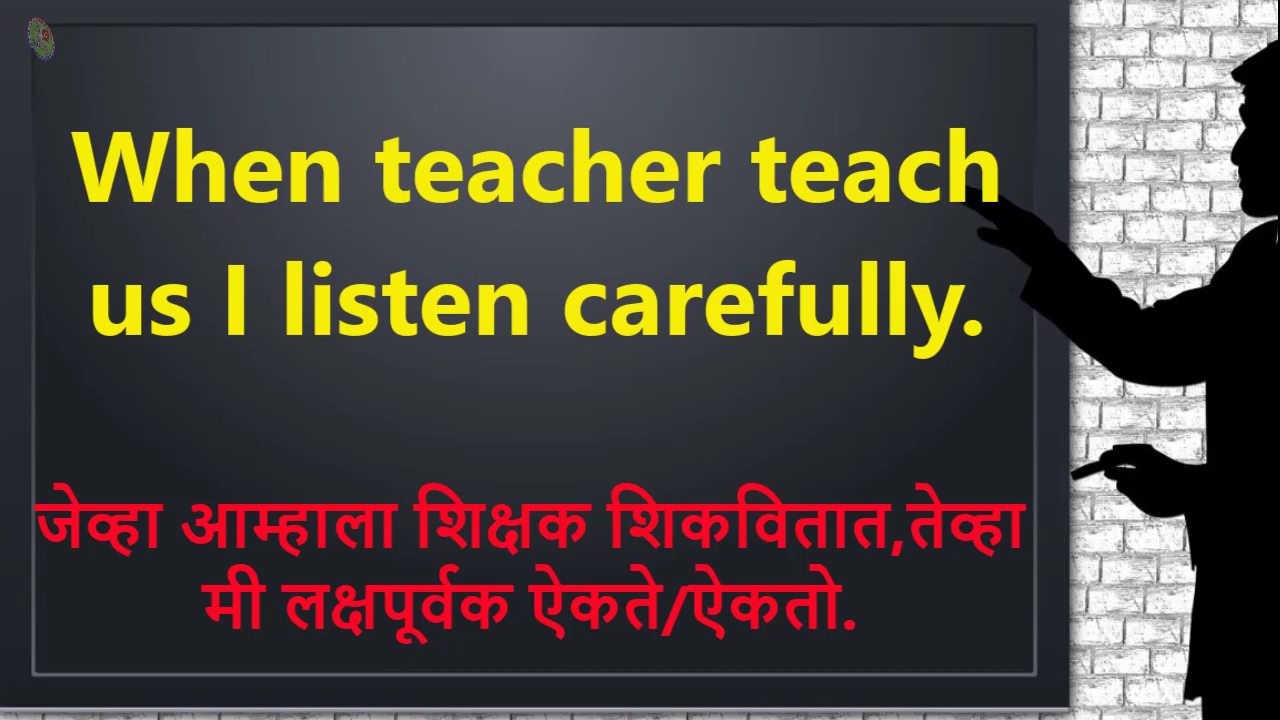 When teacher teach
us I listen carefully.
जेव्हा आम्हाला शिक्षक शिकवितात,तेव्हा
मी लक्षपूर्वक ऐकते/ऐकतो.